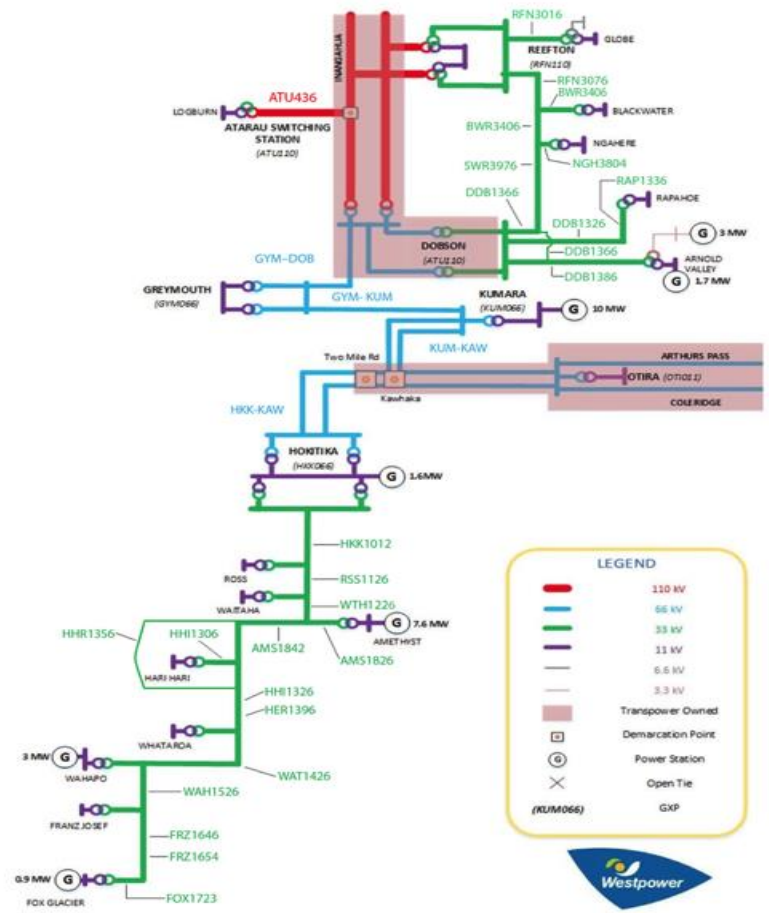 RFN3016
REEFTON
(RFN110)
GLOBE
INANGAHUA
RFN3076
BWR3406
ATU436
LOGBURN
BLACKWATER
ATARAU SWITCHING
STATION
(ATU110)
BWR3406
NGAHERE
SWR3976
NGH3804
RAP1336
DDB1366
RAPAHOE
DDB1326
G
3 MW
DOBSON
(ATU110)
DDB1366
GYM-DOB
ARNOLD
VALLEY
DDB1386
G
1.7 MW
GREYMOUTH
(GYM066)
GYM- KUM
KUMARA
(KUM066)
G
10 MW
KUM-KAW
Two Mile Rd
ARTHURS PASS
OTIRA (OTI011)
Kawhaka
COLERIDGE
HKK-KAW
HOKITIKA
(HKK066)
G
1.6MW
HKK1012
ROSS
RSS1126
WAITAHA
WTH1226
HHR1356
HHI1306
G
7.6 MW
AMETHYST
AMS1842
AMS1826
HARI HARI
HHI1326
HER1396
WHATAROA
3 MW
G
WAHAPO
WAT1426
WAH1526
FRANZ JOSEF
FRZ1646
FRZ1654
0.9 MW
G
FOX GLACIER
FOX1723
LEGEND
110 kV
66 kV
33 kV
11 kV
6.6 kV
3.3 kV
Transpower Owned
Demarcation Point
G
Power Station
Open Tie
(KUM066)
GXP
Westpower